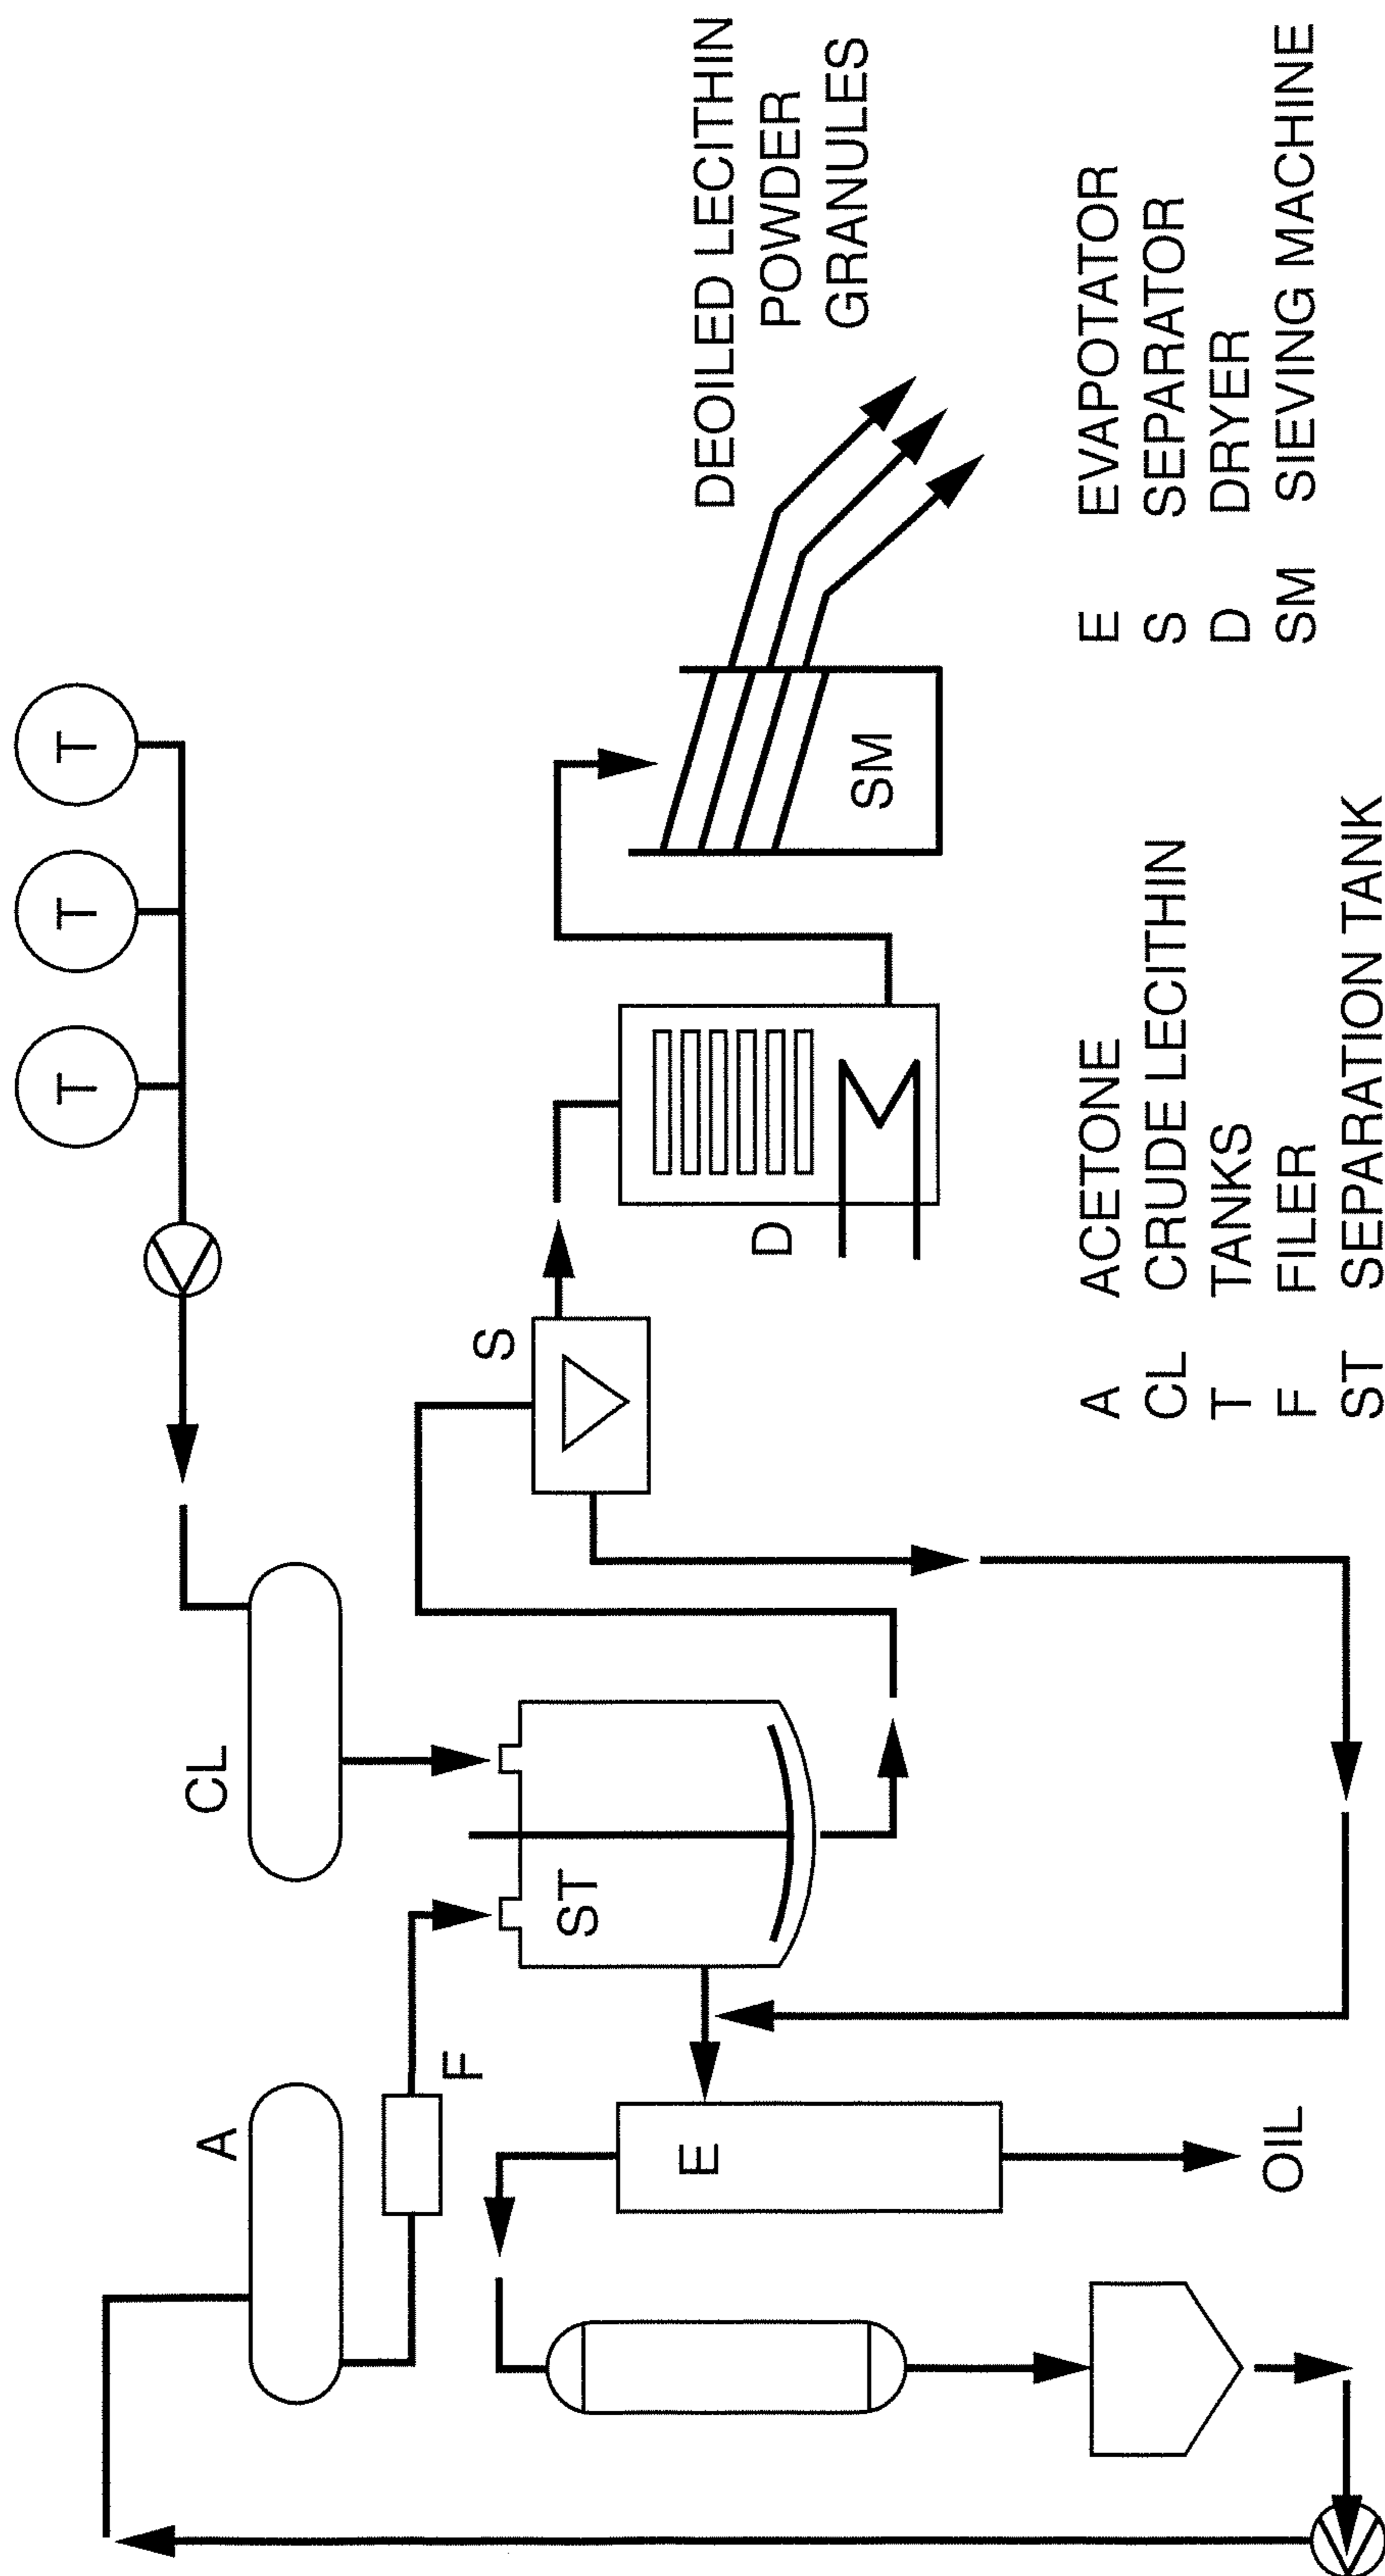 T
T
T
CL
A
F
S
ST
E
D
SM
OIL
DEOILED LECITHIN
POWDER
GRANULES
A ACETONE
CL CRUDE LECITHIN
T TANKS
F FILER
ST SEPARATION TANK
E EVAPOTATOR
S SEPARATOR
D DRYER
SM SIEVING MACHINE